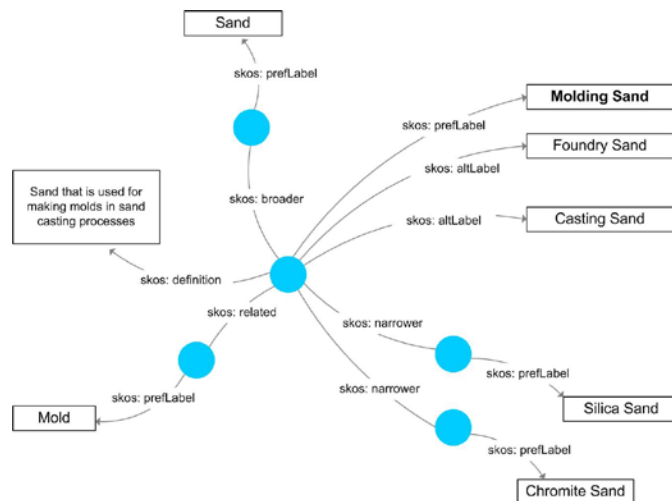 Sand
skos: prefLabel
Molding Sand
skos: prefLabel
Foundry Sand
skos: altLabel
Sand that is used for
making molds in sand
casting processes
skos: broader
Casting Sand
skos: altLabel
skos: definition
skos: related
skos: narrower
skos: prefLabel
skos: prefLabel
skos: narrower
Mold
Silica Sand
skos: prefLabel
Chromite Sand